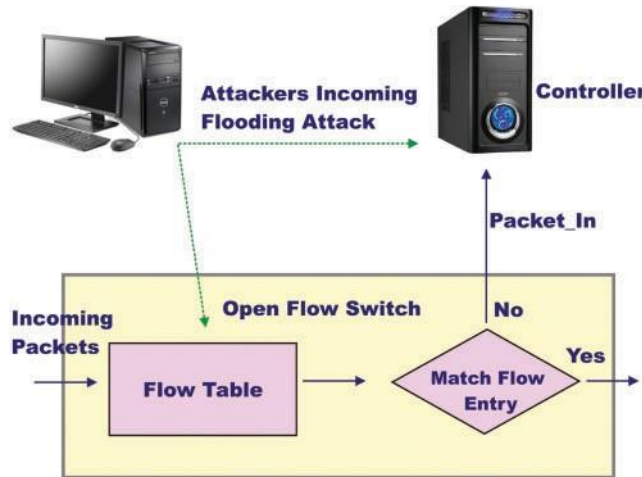 Attackers Incoming
Flooding Attack
Controller
Packet_In
Open Flow Switch
No
Incoming
Packets
Yes
Flow Table
Match Flow
Entry